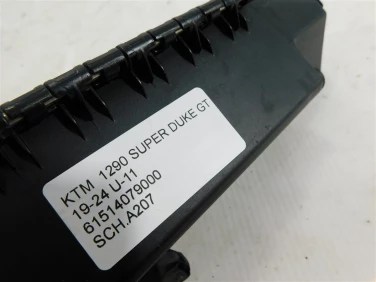 KTM 1290 SUPER DUKE GT
19-24 U-11
61514079000
SCH.A207